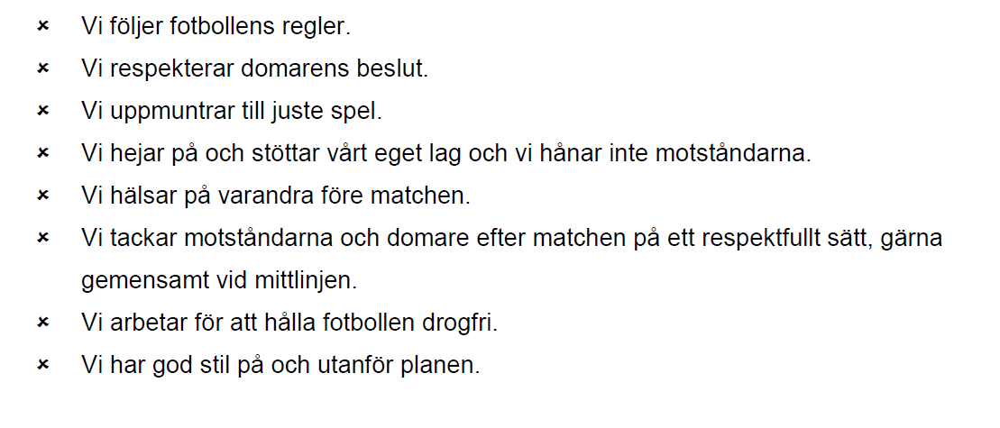 × Vi följer fotbollens regler.
× Vi respekterar domarens beslut.
× Vi uppmuntrar till juste spel.
× Vi hejar på och stöttar vårt eget lag och vi hånar inte motståndarna.
× Vi hälsar på varandra före matchen.
× Vi tackar motståndarna och domare efter matchen på ett respektfullt sätt, gärna
gemensamt vid mittlinjen.
× Vi arbetar för att hålla fotbollen drogfri.
× Vi har god stil på och utanför planen.